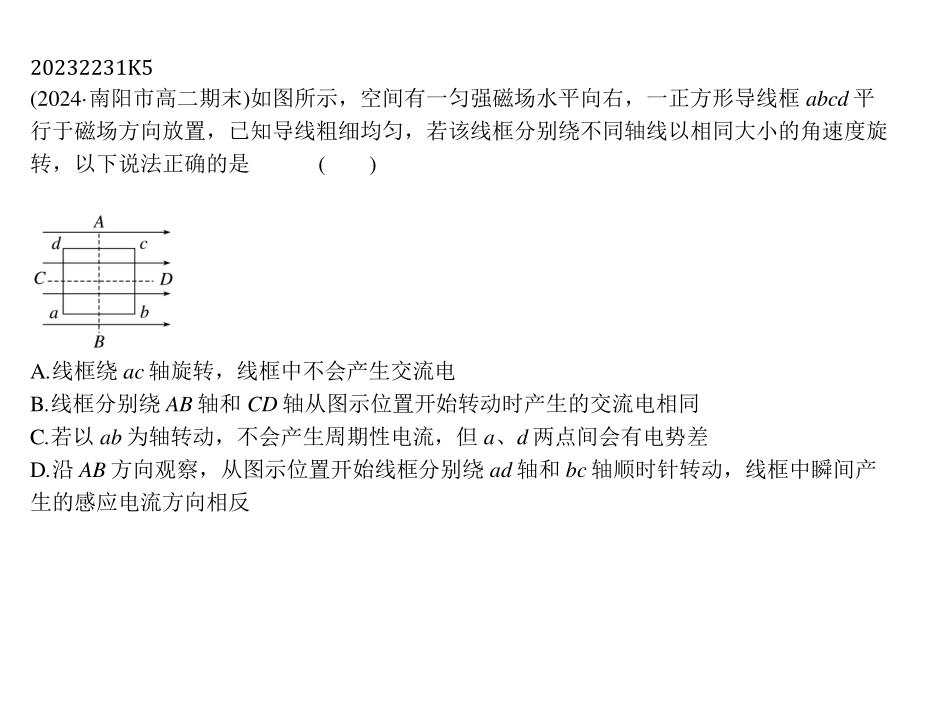 20232231K5
(2024·南阳市高二期末)如图所示，空间有一匀强磁场水平向右，一正方形导线框 abcd 平
行于磁场方向放置，已知导线粗细均匀，若该线框分别绕不同轴线以相同大小的角速度旋
转，以下说法正确的是 ( )
A
d c
C D
a b
B
A.线框绕 ac 轴旋转，线框中不会产生交流电
B.线框分别绕 AB 轴和 CD 轴从图示位置开始转动时产生的交流电相同
C.若以 ab 为轴转动，不会产生周期性电流，但 a、d 两点间会有电势差
D.沿 AB 方向观察，从图示位置开始线框分别绕 ad 轴和 bc 轴顺时针转动，线框中瞬间产
生的感应电流方向相反